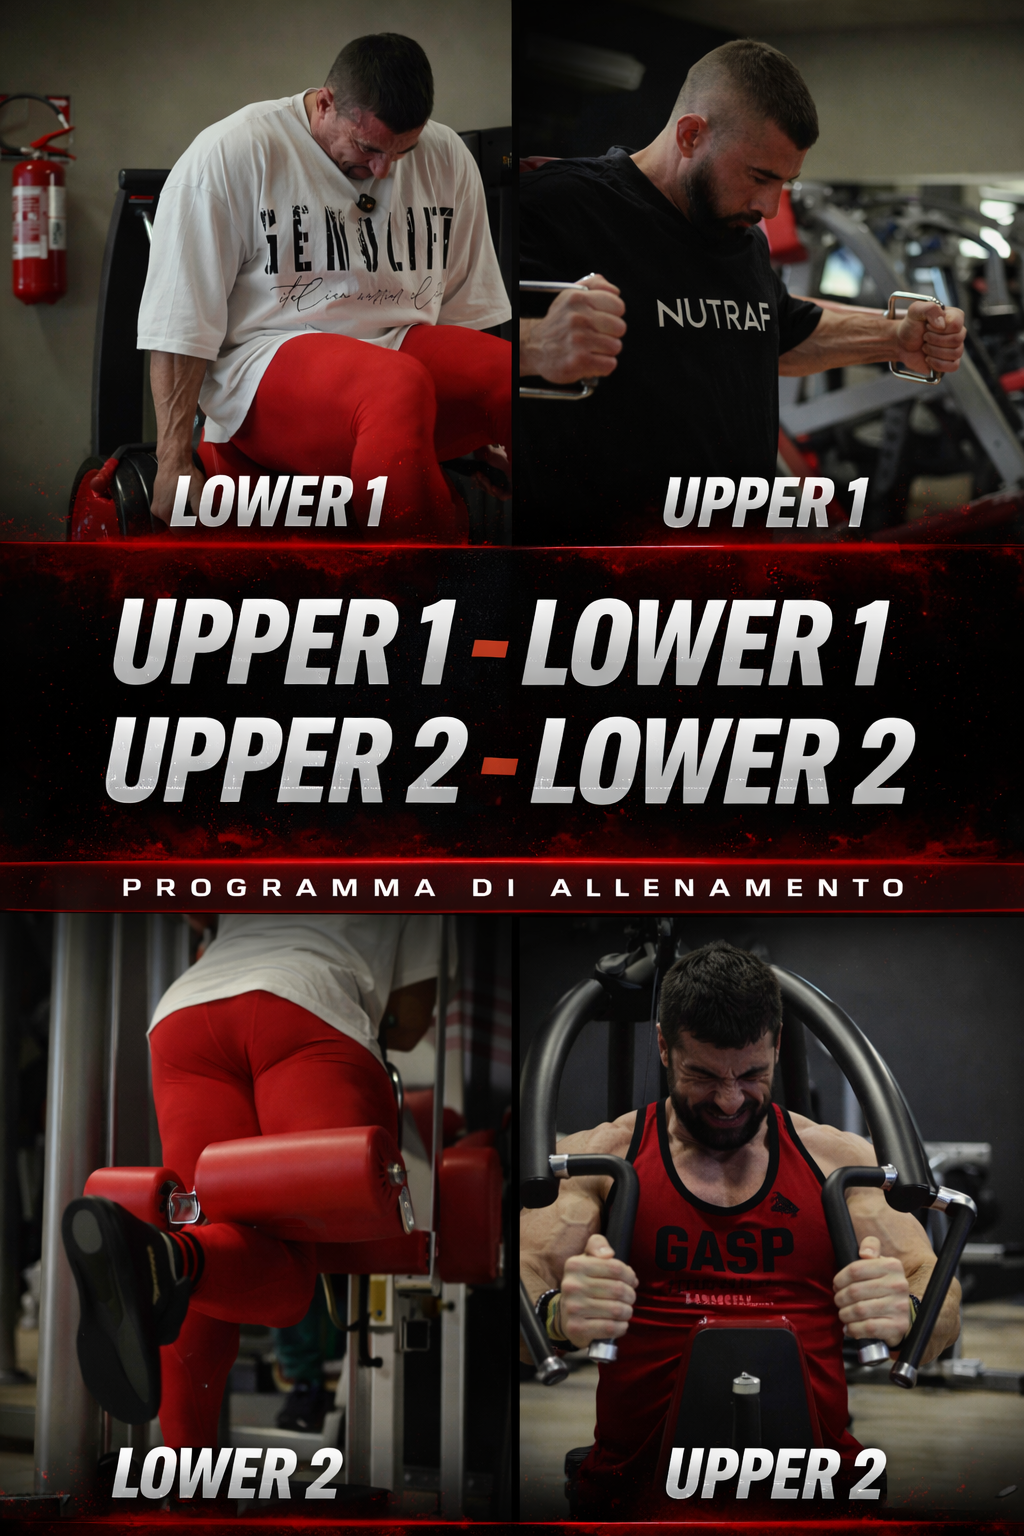 GENOLIFT
NUTRAF
LOWER 1
UPPER 1
UPPER 1 - LOWER 1
UPPER 2 - LOWER 2
PROGRAMMA DI ALLENAMENTO
GASP
LOWER 2
UPPER 2